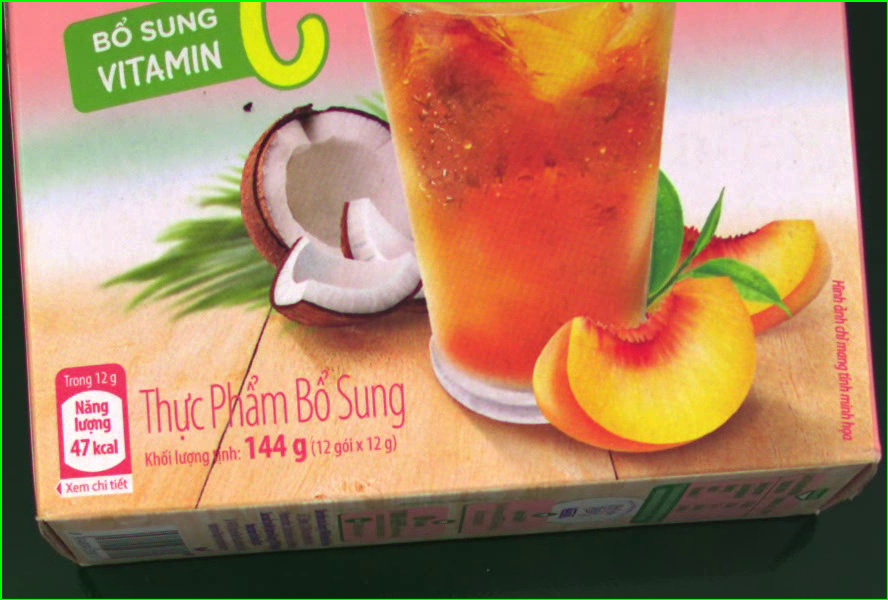 BỔ SUNG
VITAMIN C
Trong 12 g
Năng
lượng
47 kcal
Xem chi tiết
Thực Phẩm Bổ Sung
Khối lượng tịnh: 144 g (12 gói x 12 g)
Hình ảnh chỉ mang tính minh họa